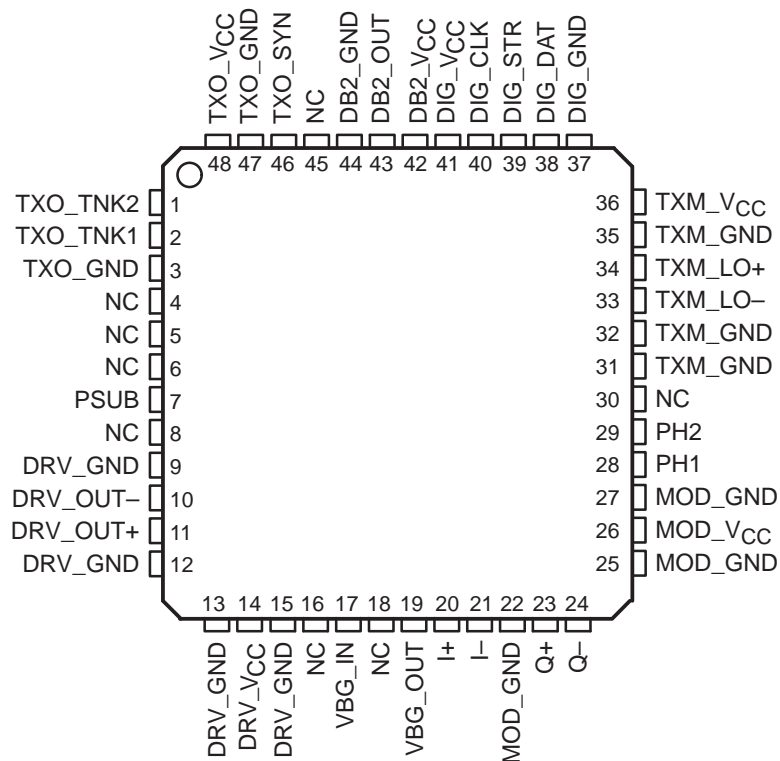 TXO_VCC
TXO_GND
TXO_SYN
NC
DB2_GND
DB2_OUT
DB2_VCC
DIG_VCC
DIG_CLK
DIG_STR
DIG_DAT
DIG_GND
48 47 46 45 44 43 42 41 40 39 38 37
TXO_TNK2 1
TXO_TNK1 2
TXO_GND 3
NC 4
NC 5
NC 6
PSUB 7
NC 8
DRV_GND 9
DRV_OUT– 10
DRV_OUT+ 11
DRV_GND 12
36 TXM_VCC
35 TXM_GND
34 TXM_LO+
33 TXM_LO–
32 TXM_GND
31 TXM_GND
30 NC
29 PH2
28 PH1
27 MOD_GND
26 MOD_VCC
25 MOD_GND
13 14 15 16 17 18 19 20 21 22 23 24
DRV_GND
DRV_VCC
DRV_GND
NC
VBG_IN
NC
VBG_OUT
I+
I–
MOD_GND
Q+
Q–